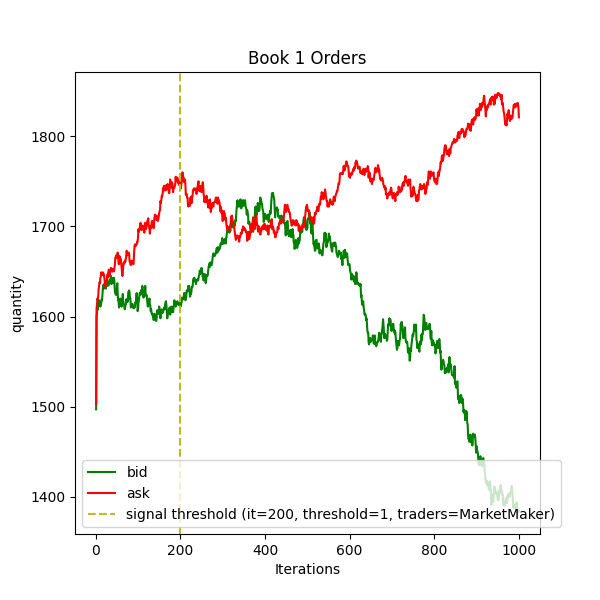 Book 1 Orders
1800
1700
1600
1500
1400
quantity
bid
ask
signal threshold (it=200, threshold=1, traders=MarketMaker)
0 200 400 600 800 1000
Iterations